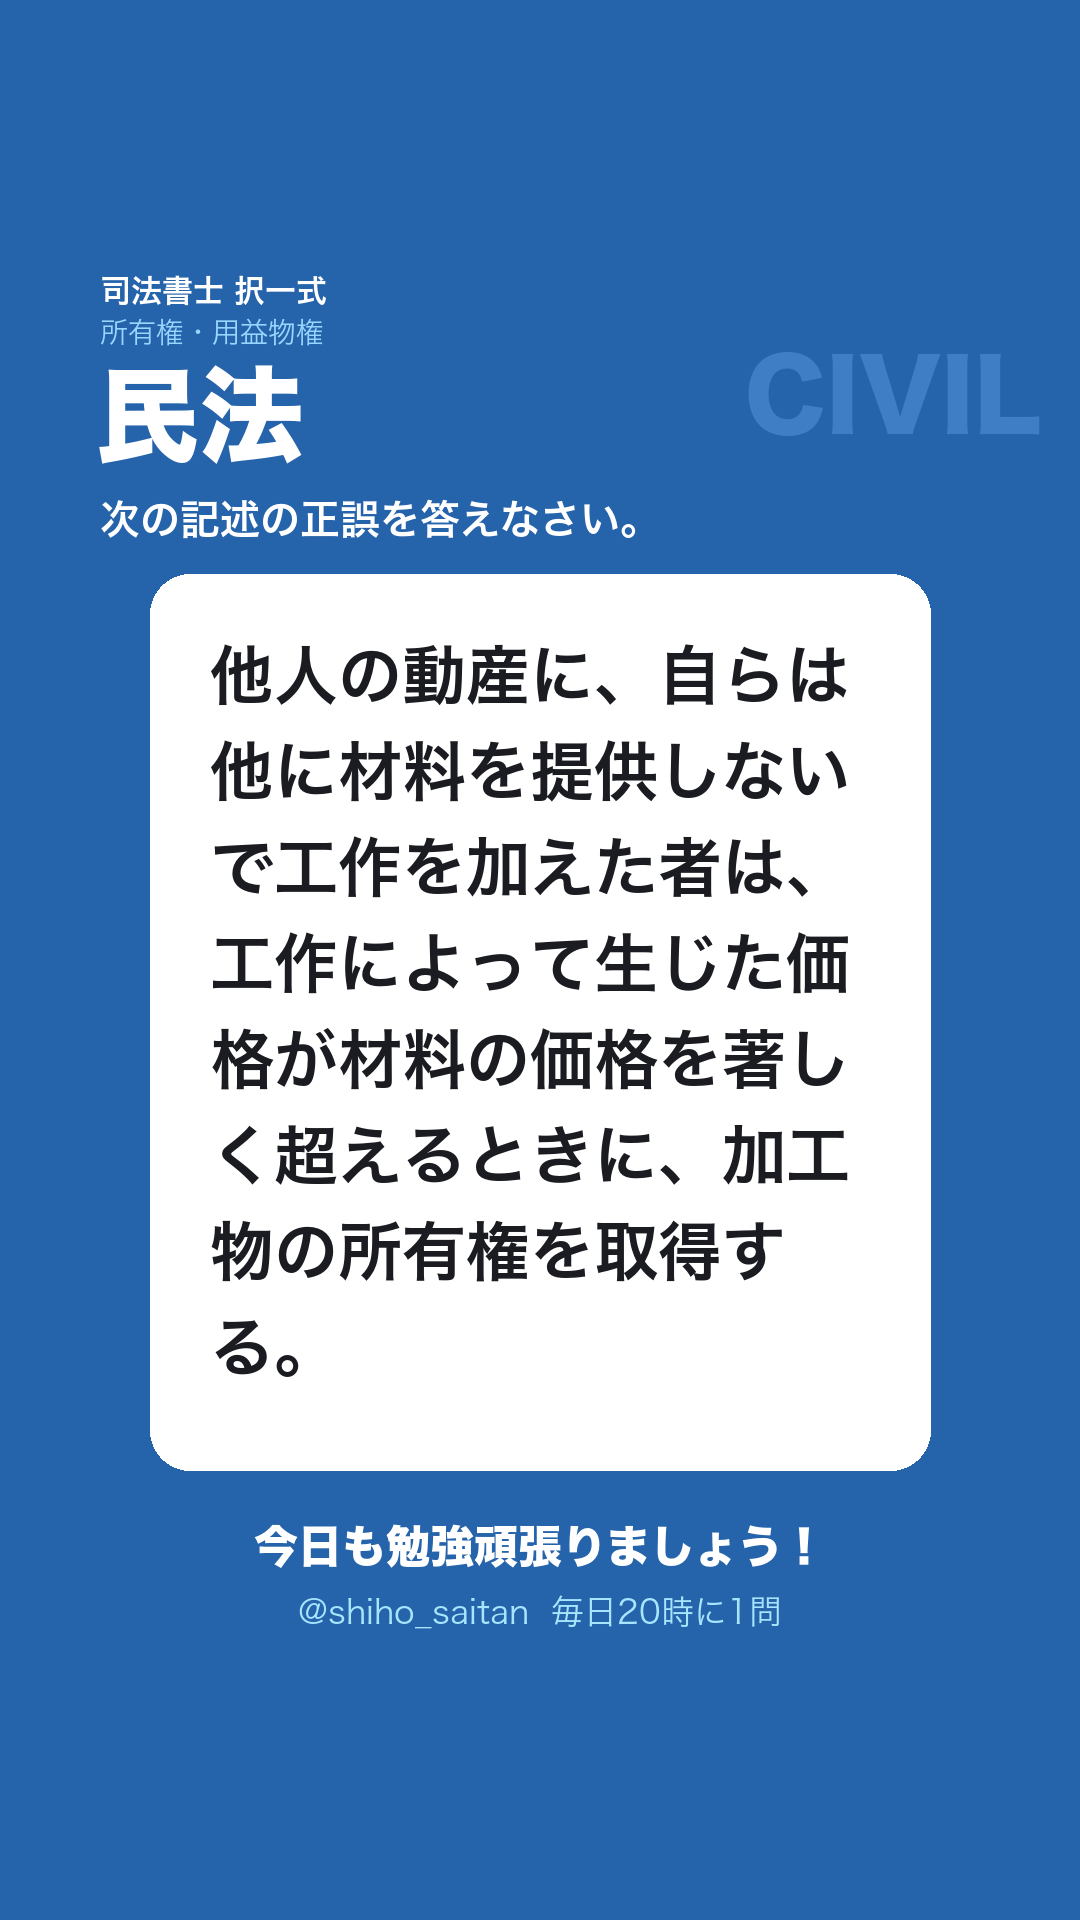 司法書士 択一式
所有権・用益物権
民法
CIVIL
次の記述の正誤を答えなさい。
他人の動産に、自らは
他に材料を提供しない
で工作を加えた者は、
工作によって生じた価
格が材料の価格を著し
く超えるときに、加工
物の所有権を取得す
る。
今日も勉強頑張りましょう！
@shiho_saitan 毎日20時に1問